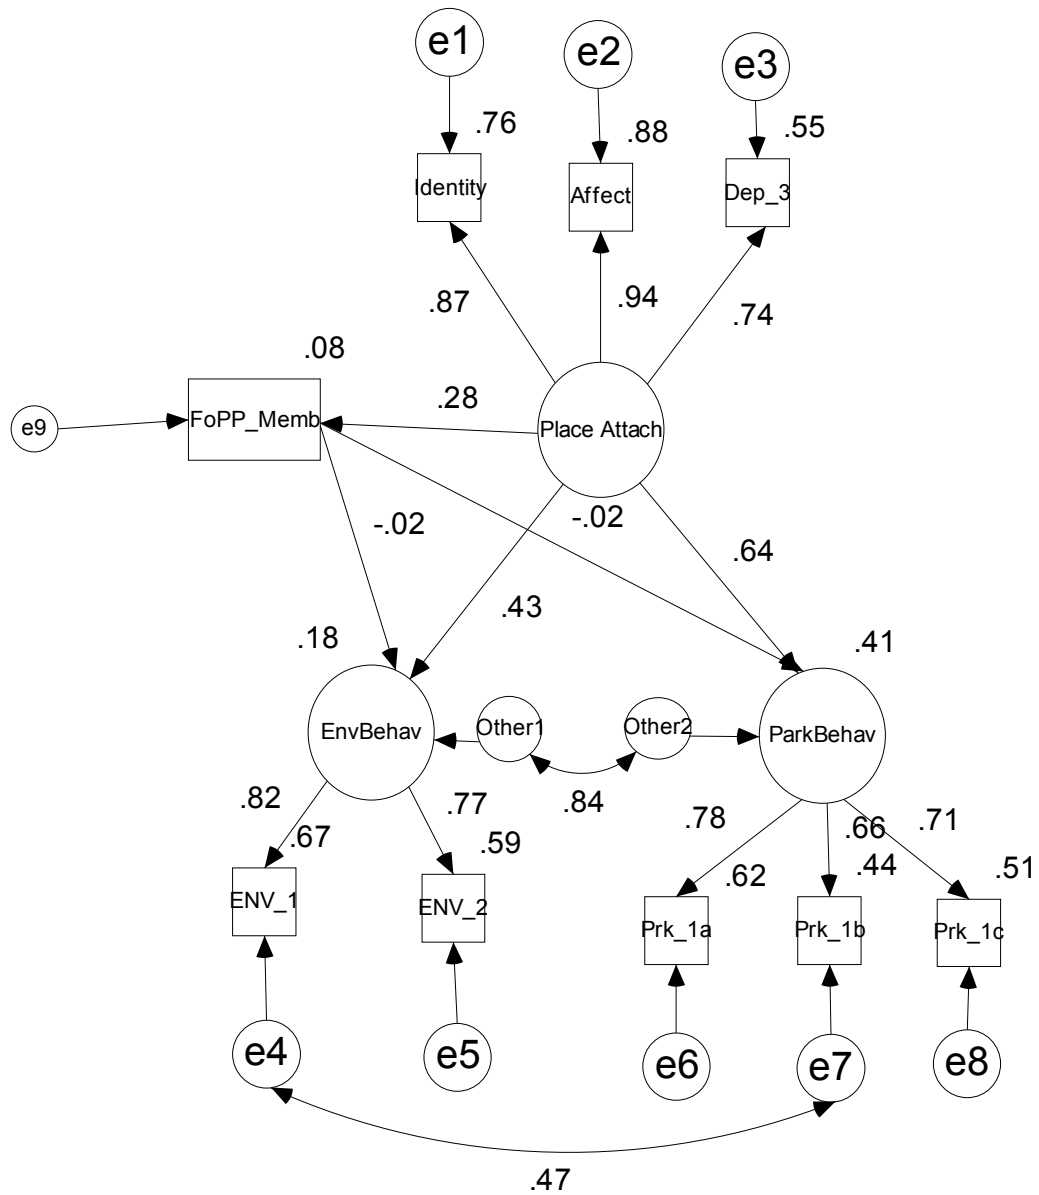 e1
e2
e3
.76
.88
.55
Identity
Affect
Dep_3
.87
.94
.74
.08
.28
FoPP_Memb
e9
Place Attach
-.02
-.02
.64
.43
.18
.41
EnvBehav
Other1
Other2
ParkBehav
.82
.77
.84
.78
.66
.71
.67
.59
.62
.44
.51
ENV_1
ENV_2
Prk_1a
Prk_1b
Prk_1c
e4
e5
e6
e7
e8
.47